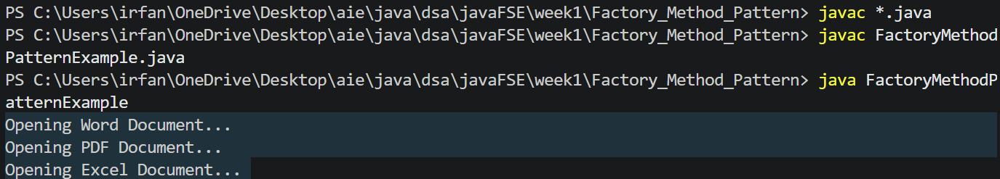 PS C:\Users\irfan\OneDrive\Desktop\aie\java\dsa\javaFSE\week1\Factory_Method_Pattern> javac *.java
PS C:\Users\irfan\OneDrive\Desktop\aie\java\dsa\javaFSE\week1\Factory_Method_Pattern> javac FactoryMethod
PatternExample.java
PS C:\Users\irfan\OneDrive\Desktop\aie\java\dsa\javaFSE\week1\Factory_Method_Pattern> java FactoryMethodP
atternExample
Opening Word Document...
Opening PDF Document...
Opening Excel Document...